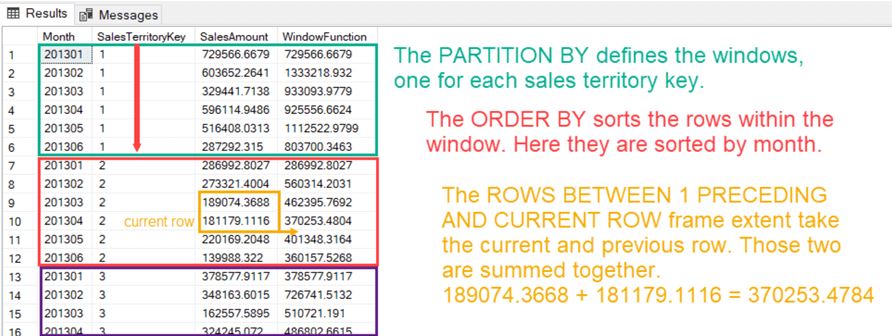 Results Messages
Month SalesTerritoryKey SalesAmount WindowFunction
1 201301 1 729566.6679 729566.6679
2 201302 1 603652.2641 1333218.932
3 201303 1 329441.7138 933093.9779
4 201304 1 596114.9486 925556.6624
5 201305 1 516408.0313 1112522.9799
6 201306 1 287292.315 803700.3463
7 201301 2 286992.8027 286992.8027
8 201302 2 273321.4004 560314.2031
9 201303 2 189074.3688 462395.7692
10 201304 2 181179.1116 370253.4804
11 201305 2 220169.2048 401348.3164
12 201306 2 139988.322 360157.5268
13 201301 3 378577.9117 378577.9117
14 201302 3 348163.6015 726741.5132
15 201303 3 162557.5895 510721.191
16 201304 3 324245.072 486802.6615
current row
The PARTITION BY defines the windows,
one for each sales territory key.
The ORDER BY sorts the rows within the
window. Here they are sorted by month.
The ROWS BETWEEN 1 PRECEDING
AND CURRENT ROW frame extent take
the current and previous row. Those two
are summed together.
189074.3668 + 181179.1116 = 370253.4784